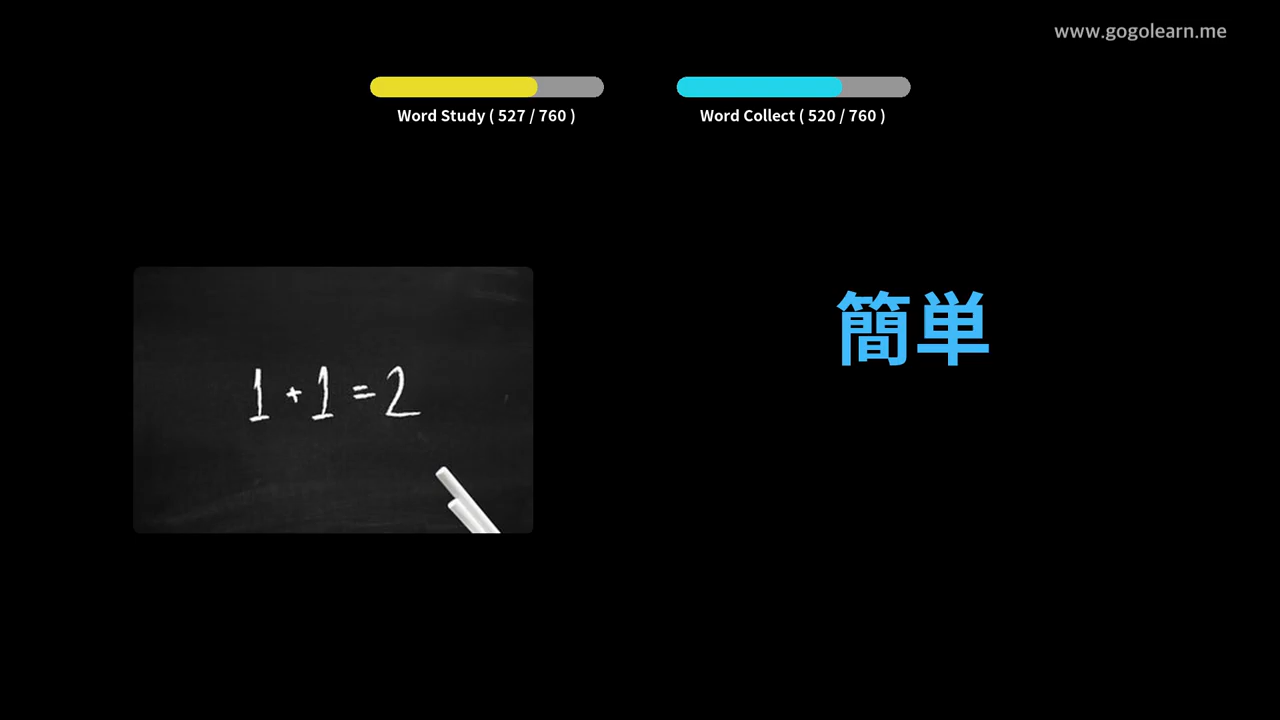 www.gogolearn.me
Word Study ( 527 / 760 )
Word Collect ( 520 / 760 )
簡単
1 + 1 = 2